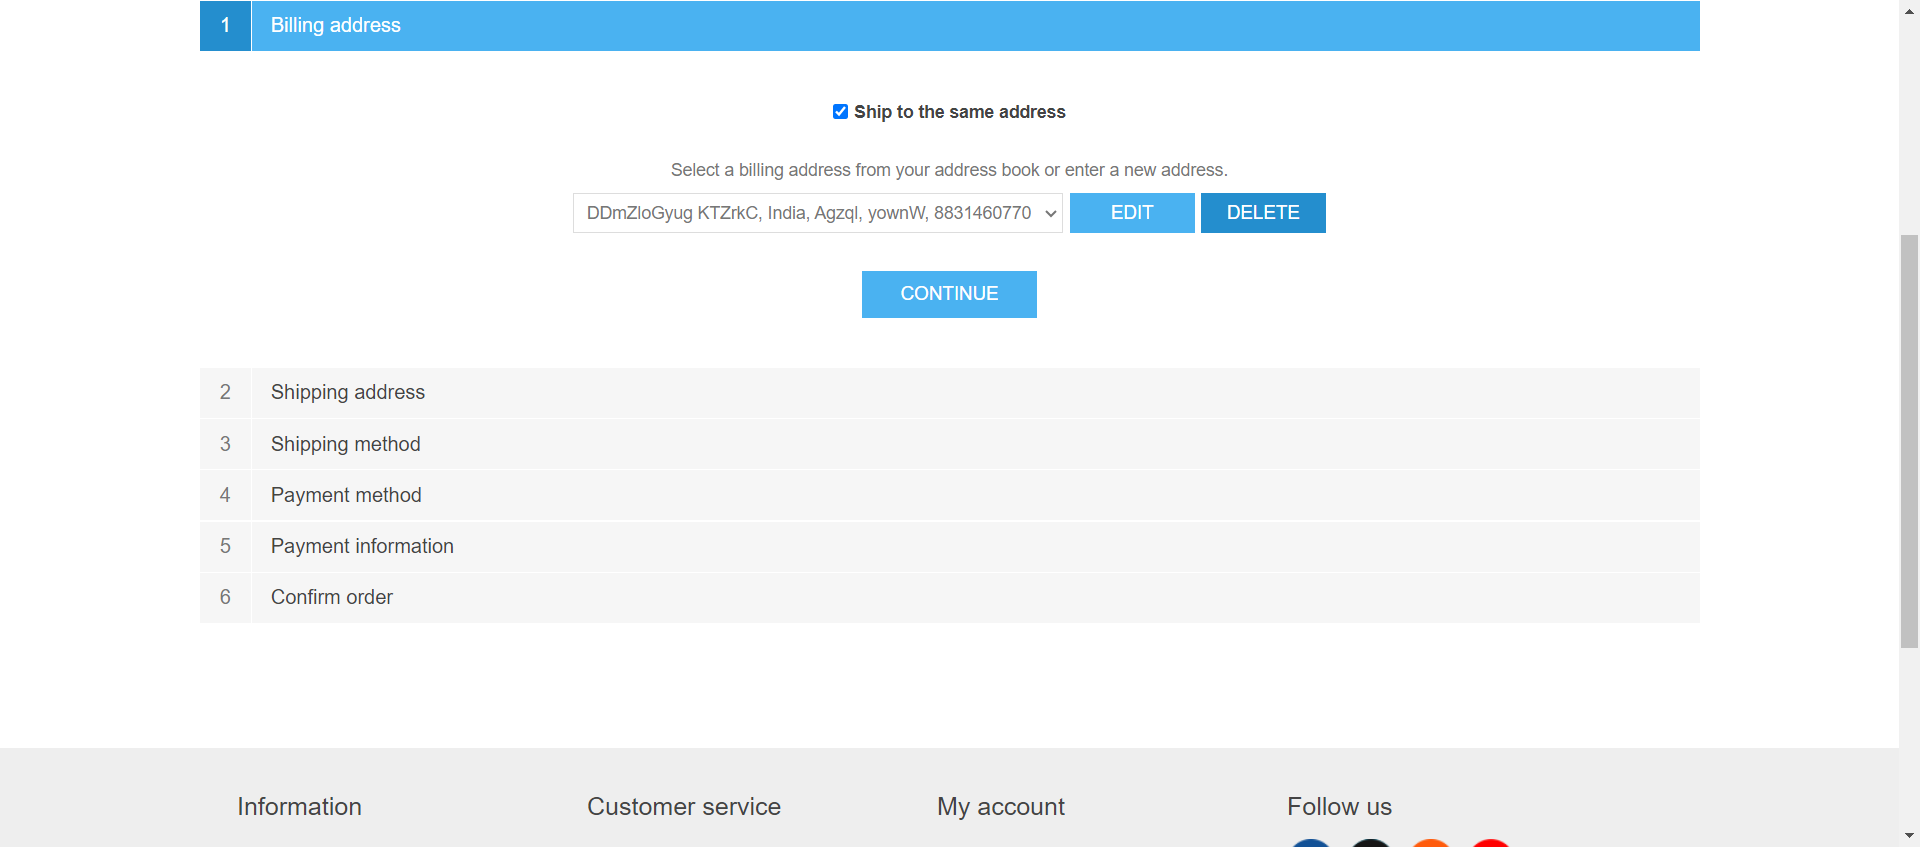 1 Billing address
Ship to the same address
Select a billing address from your address book or enter a new address.
DDmZloGyug KTZrkC, India, Agzql, yownW, 8831460770 EDIT DELETE
CONTINUE
2 Shipping address
3 Shipping method
4 Payment method
5 Payment information
6 Confirm order
Information Customer service My account Follow us